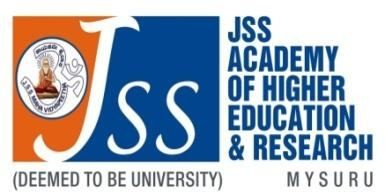 JSS
JSS
ACADEMY
OF HIGHER
EDUCATION
& RESEARCH
(DEEMED TO BE UNIVERSITY)
MYSURU